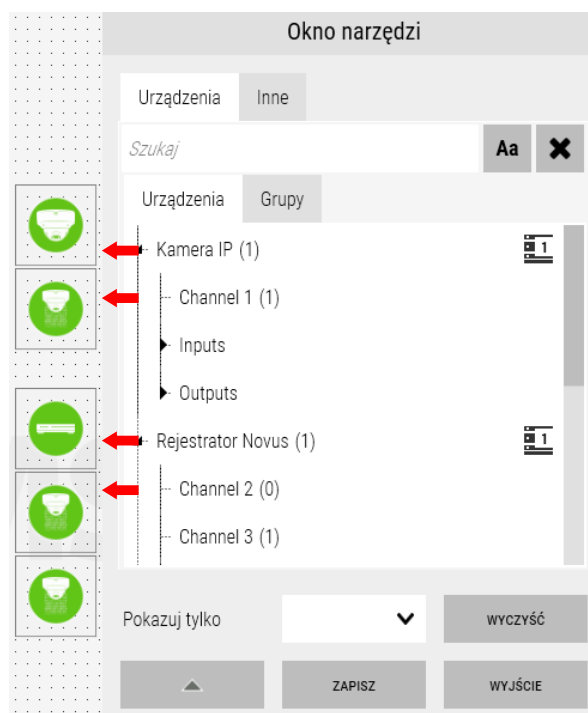 Okno narzędzi
Urządzenia Inne
Szukaj Aa
Urządzenia Grupy
Kamera IP (1) 1
Channel 1 (1)
Inputs
Outputs
Rejestrator Novus (1) 1
Channel 2 (0)
Channel 3 (1)
Pokazuj tylko WYCZYŚĆ
ZAPISZ WYJŚCIE